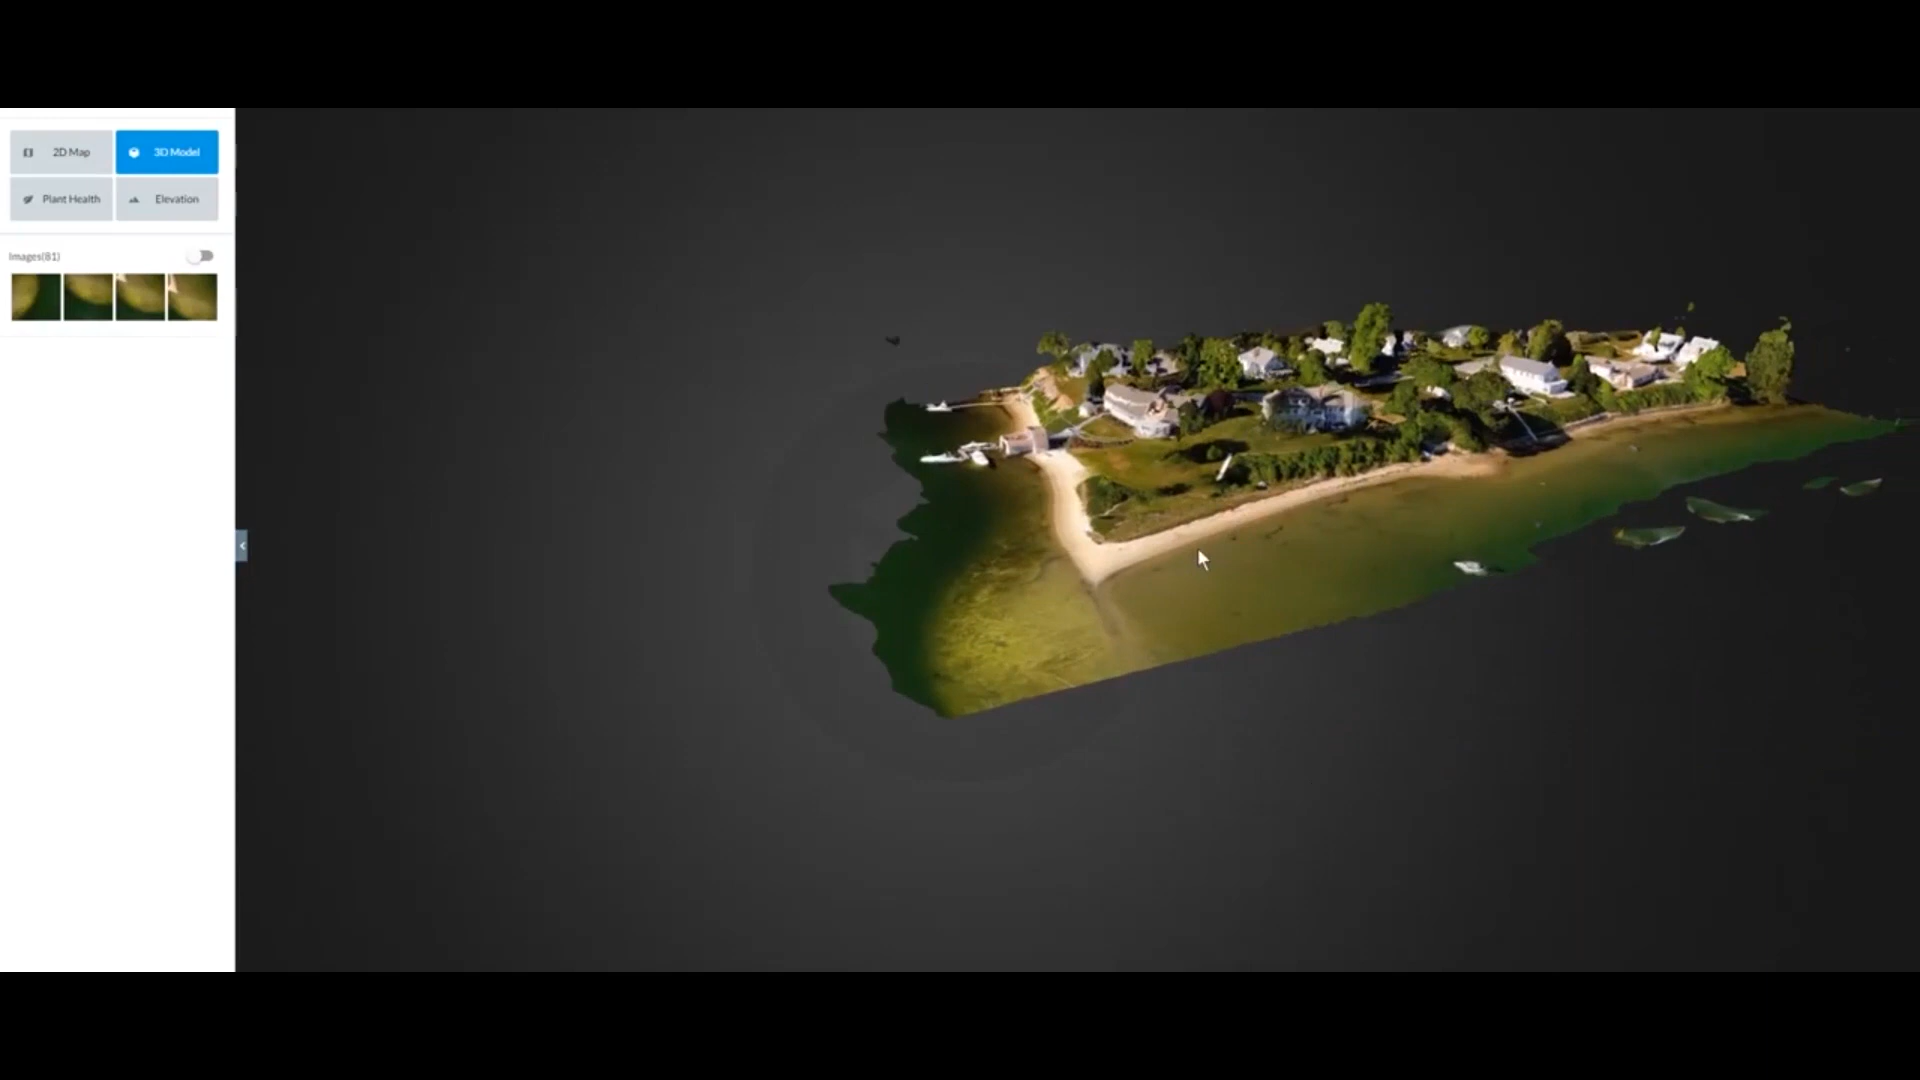 2D Map
3D Model
Plant Health
Elevation
Images(81)